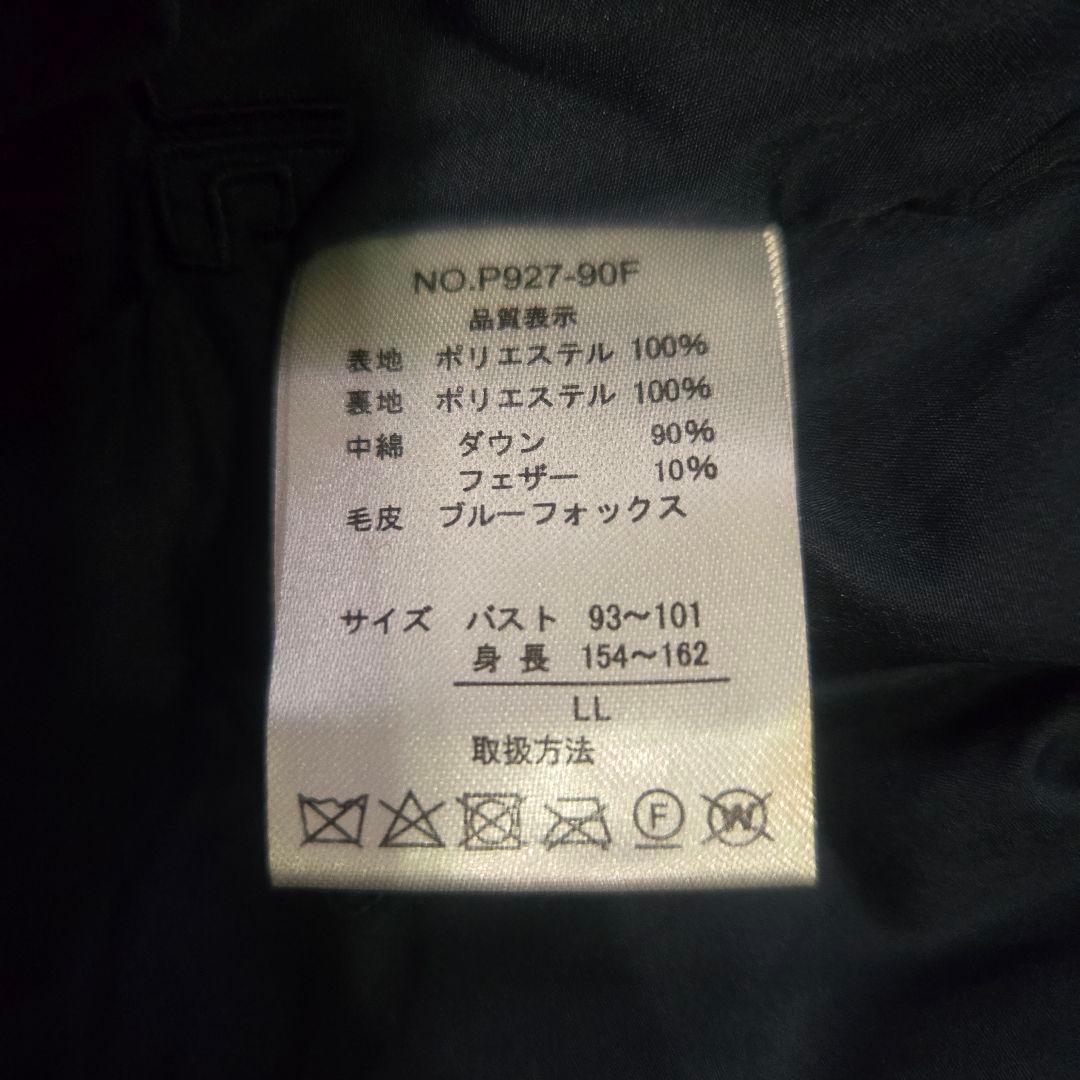 NO.P927-90F
品質表示
表地 ポリエステル 100%
裏地 ポリエステル 100%
中綿 ダウン 90%
フェザー 10%
毛皮 ブルーフォックス
サイズ バスト 93～101
身長 154～162
LL
取扱方法
F W